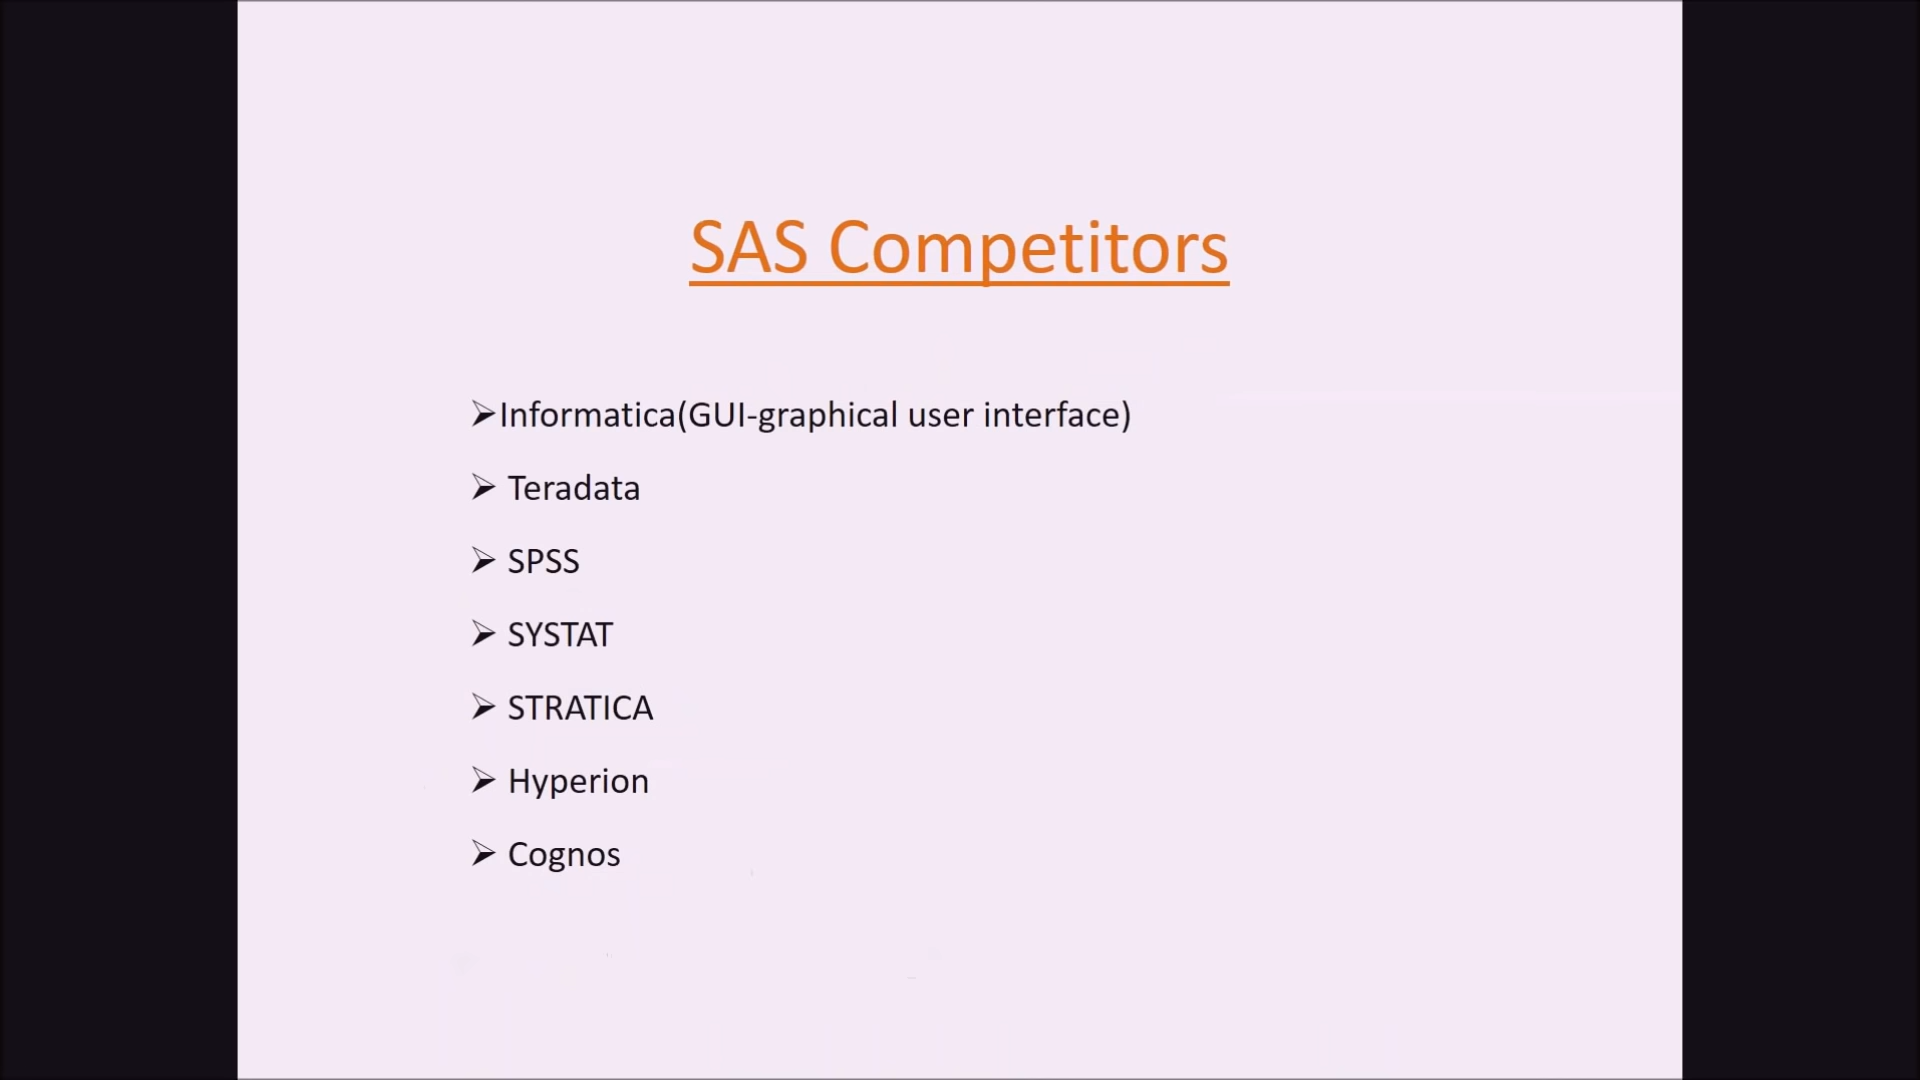 SAS Competitors
➢Informatica(GUI-graphical user interface)
➢ Teradata
➢ SPSS
➢ SYSTAT
➢ STRATICA
➢ Hyperion
➢ Cognos